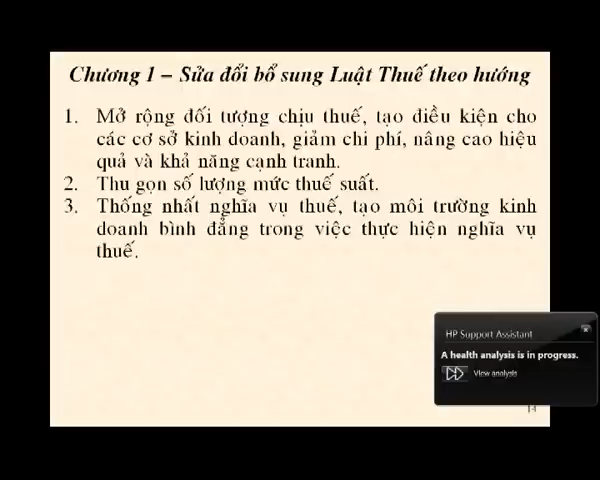 Chương 1 – Sửa đổi bổ sung Luật Thuế theo hướng
1. Mở rộng đối tượng chịu thuế, tạo điều kiện cho
các cơ sở kinh doanh, giảm chi phí, nâng cao hiệu
quả và khả năng cạnh tranh.
2. Thu gọn số lượng mức thuế suất.
3. Thống nhất nghĩa vụ thuế, tạo môi trường kinh
doanh bình đẳng trong việc thực hiện nghĩa vụ
thuế.
HP Support Assistant
A health analysis is in progress.
View analysis
14